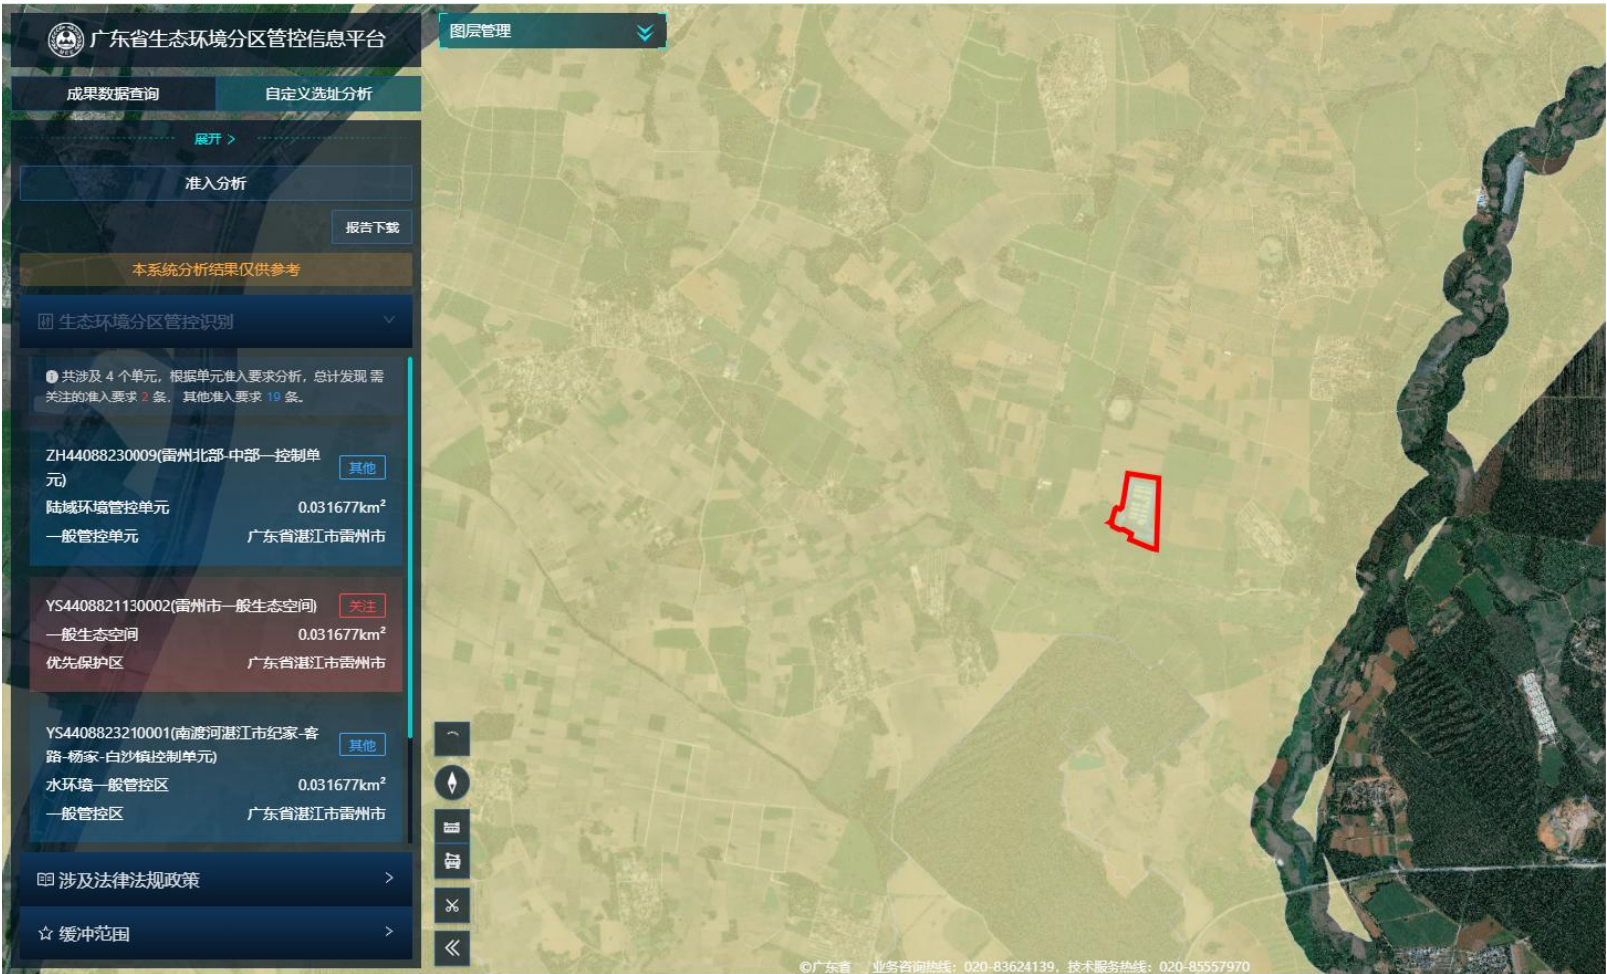 广东省生态环境分区管控信息平台
图层管理
成果数据查询
自定义选址分析
展开 >
准入分析
报告下载
本系统分析结果仅供参考
生态环境分区管控识别
共涉及 4 个单元，根据单元准入要求分析，总计发现 需
关注的准入要求 2 条， 其他准入要求 19 条。
ZH44088230009(雷州北部-中部一控制单
元)
其他
陆域环境管控单元
0.031677km²
一般管控单元
广东省湛江市雷州市
YS4408821130002(雷州市一般生态空间)
关注
一般生态空间
0.031677km²
优先保护区
广东省湛江市雷州市
YS4408823210001(南渡河湛江市纪家-客
路-杨家-白沙镇控制单元)
其他
水环境一般管控区
0.031677km²
一般管控区
广东省湛江市雷州市
涉及法律法规政策
缓冲范围
©广东省 业务咨询热线：020-83624139，技术服务热线：020-85557970